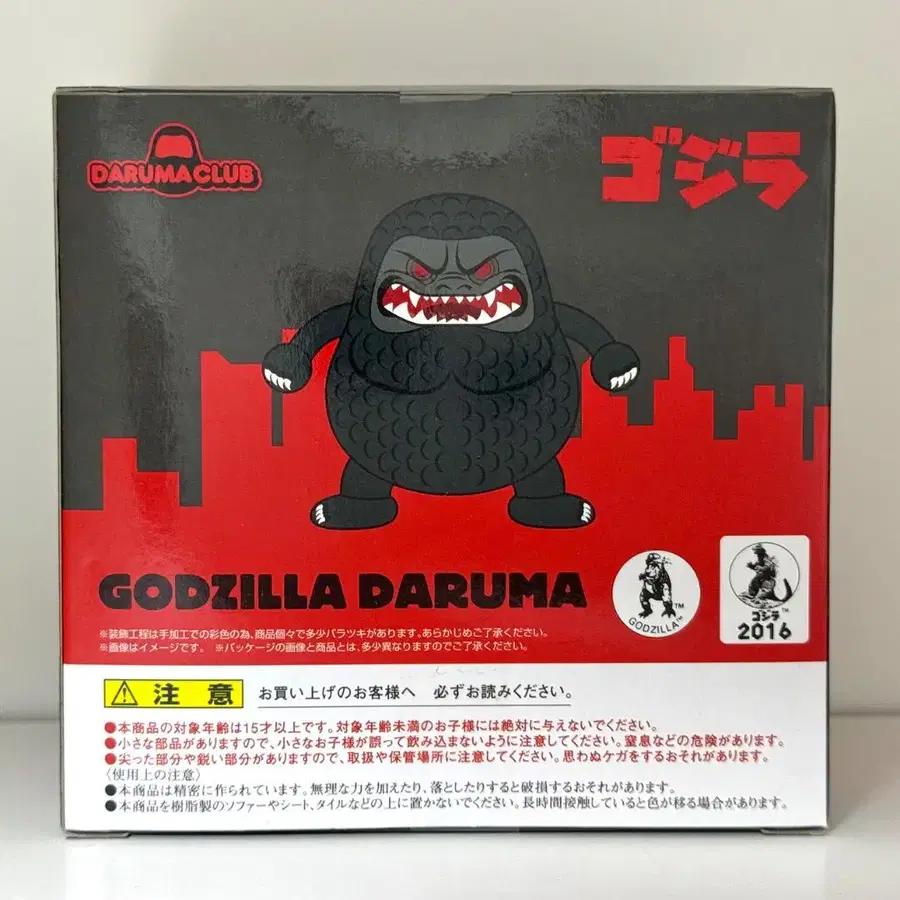 DARUMA CLUB
ゴジラ
GODZILLA DARUMA
GODZILLA™
ゴジラ™
2016
※装飾工程は手加工での彩色の為、商品個々で多少バラツキがあります。あらかじめご了承ください。
※画像はイメージです。 ※パッケージの画像と商品とは、多少異なりますのでご了承ください。
注意 お買い上げのお客様へ 必ずお読みください。
●本商品の対象年齢は15才以上です。対象年齢未満のお子様には絶対に与えないでください。
●小さな部品がありますので、小さなお子様が誤って飲み込まないように注意してください。窒息などの危険があります。
●尖った部分や鋭い部分がありますので、取扱や保管場所に注意してください。思わぬケガをするおそれがあります。
〈使用上の注意〉
●本商品は精密に作られています。無理な力を加えたり、落としたりすると破損するおそれがあります。
●本商品を樹脂製のソファーやシート、タイルなどの上に置かないでください。長時間接触していると色が移る場合があります。